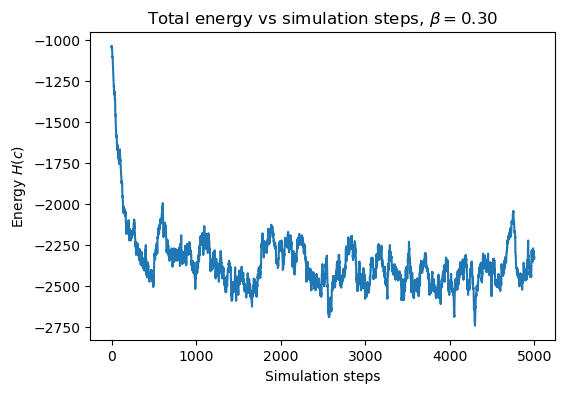 Total energy vs simulation steps, β = 0.30
Energy H(c)
−1000
−1250
−1500
−1750
−2000
−2250
−2500
−2750
0 1000 2000 3000 4000 5000
Simulation steps